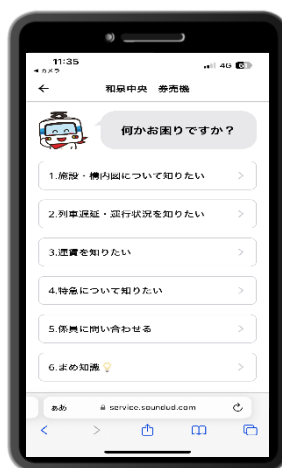 11:35
4G
◀ カメラ
和泉中央 券売機
何かお困りですか？
1.施設・構内図について知りたい
2.列車遅延・運行状況を知りたい
3.運賃を知りたい
4.特急について知りたい
5.係員に問い合わせる
6.まめ知識
ああ
service.soundud.com